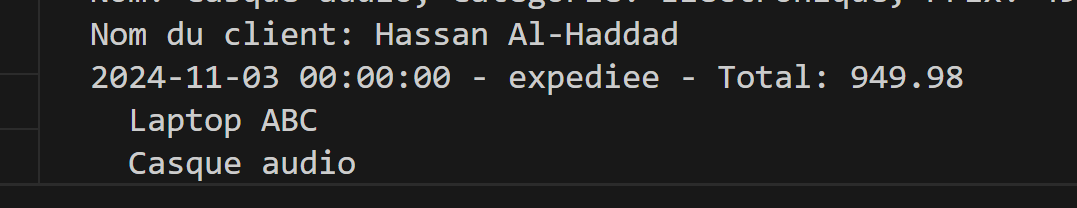 Nom du client: Hassan Al-Haddad
2024-11-03 00:00:00 - expediee - Total: 949.98
Laptop ABC
Casque audio